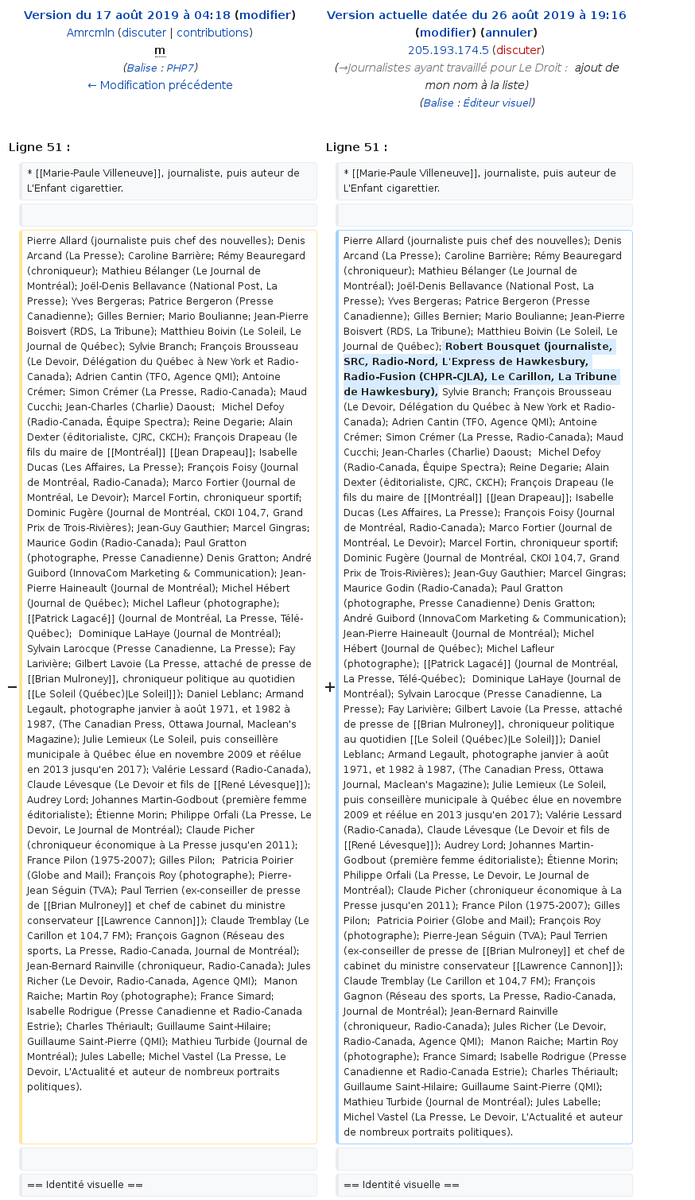 Version du 17 août 2019 à 04:18 (modifier)
Amrcmln (discuter | contributions)
m
(Balise : PHP7)
← Modification précédente
Version actuelle datée du 26 août 2019 à 19:16
(modifier) (annuler)
205.193.174.5 (discuter)
(→Journalistes ayant travaillé pour Le Droit : ajout de
mon nom à la liste)
(Balise : Éditeur visuel)
Ligne 51 :
* [[Marie-Paule Villeneuve]], journaliste, puis auteur de
L'Enfant cigarettier.
Pierre Allard (journaliste puis chef des nouvelles); Denis
Arcand (La Presse); Caroline Barrière; Rémy Beauregard
(chroniqueur); Mathieu Bélanger (Le Journal de
Montréal); Joël-Denis Bellavance (National Post, La
Presse); Yves Bergeras; Patrice Bergeron (Presse
Canadienne); Gilles Bernier; Mario Boulianne; Jean-Pierre
Boisvert (RDS, La Tribune); Matthieu Boivin (Le Soleil, Le
Journal de Québec); Sylvie Branch; François Brousseau
(Le Devoir, Délégation du Québec à New York et Radio-
Canada); Adrien Cantin (TFO, Agence QMI); Antoine
Crémer; Simon Crémer (La Presse, Radio-Canada); Maud
Cucchi; Jean-Charles (Charlie) Daoust;  Michel Defoy
(Radio-Canada, Équipe Spectra); Reine Degarie; Alain
Dexter (éditorialiste, CJRC, CKCH); François Drapeau (le
fils du maire de [[Montréal]] [[Jean Drapeau]]; Isabelle
Ducas (Les Affaires, La Presse); François Foisy (Journal
de Montréal, Radio-Canada); Marco Fortier (Journal de
Montréal, Le Devoir); Marcel Fortin, chroniqueur sportif;
Dominic Fugère (Journal de Montréal, CKOI 104,7, Grand
Prix de Trois-Rivières); Jean-Guy Gauthier; Marcel Gingras;
Maurice Godin (Radio-Canada); Paul Gratton
(photographe, Presse Canadienne) Denis Gratton; André
Guibord (InnovaCom Marketing & Communication); Jean-
Pierre Haineault (Journal de Montréal); Michel Hébert
(Journal de Québec); Michel Lafleur (photographe);
[[Patrick Lagacé]] (Journal de Montréal, La Presse, Télé-
Québec);  Dominique LaHaye (Journal de Montréal);
Sylvain Larocque (Presse Canadienne, La Presse); Fay
Larivière; Gilbert Lavoie (La Presse, attaché de presse de
[[Brian Mulroney]], chroniqueur politique au quotidien
− [[Le Soleil (Québec)|Le Soleil]]); Daniel Leblanc; Armand
Legault, photographe janvier à août 1971, et 1982 à
1987, (The Canadian Press, Ottawa Journal, Maclean's
Magazine); Julie Lemieux (Le Soleil, puis conseillère
municipale à Québec élue en novembre 2009 et réélue
en 2013 jusqu'en 2017); Valérie Lessard (Radio-Canada),
Claude Lévesque (Le Devoir et fils de [[René Lévesque]]);
Audrey Lord; Johannes Martin-Godbout (première femme
éditorialiste); Étienne Morin; Philippe Orfali (La Presse, Le
Devoir, Le Journal de Montréal); Claude Picher
(chroniqueur économique à La Presse jusqu'en 2011);
France Pilon (1975-2007); Gilles Pilon;  Patricia Poirier
(Globe and Mail); François Roy (photographe); Pierre-
Jean Séguin (TVA); Paul Terrien (ex-conseiller de presse
de [[Brian Mulroney]] et chef de cabinet du ministre
conservateur [[Lawrence Cannon]]); Claude Tremblay (Le
Carillon et 104,7 FM); François Gagnon (Réseau des
sports, La Presse, Radio-Canada, Journal de Montréal);
Jean-Bernard Rainville (chroniqueur, Radio-Canada); Jules
Richer (Le Devoir, Radio-Canada, Agence QMI);  Manon
Raiche; Martin Roy (photographe); France Simard;
Isabelle Rodrigue (Presse Canadienne et Radio-Canada
Estrie); Charles Thériault; Guillaume Saint-Hilaire;
Guillaume Saint-Pierre (QMI); Mathieu Turbide (Journal de
Montréal); Jules Labelle; Michel Vastel (La Presse, Le
Devoir, L'Actualité et auteur de nombreux portraits
politiques).
== Identité visuelle ==
Ligne 51 :
* [[Marie-Paule Villeneuve]], journaliste, puis auteur de
L'Enfant cigarettier.
Pierre Allard (journaliste puis chef des nouvelles); Denis
Arcand (La Presse); Caroline Barrière; Rémy Beauregard
(chroniqueur); Mathieu Bélanger (Le Journal de
Montréal); Joël-Denis Bellavance (National Post, La
Presse); Yves Bergeras; Patrice Bergeron (Presse
Canadienne); Gilles Bernier; Mario Boulianne; Jean-Pierre
Boisvert (RDS, La Tribune); Matthieu Boivin (Le Soleil, Le
Journal de Québec); Robert Bousquet (journaliste,
SRC, Radio-Nord, L'Express de Hawkesbury,
Radio-Fusion (CHPR-CJLA), Le Carillon, La Tribune
de Hawkesbury), Sylvie Branch; François Brousseau
(Le Devoir, Délégation du Québec à New York et Radio-
Canada); Adrien Cantin (TFO, Agence QMI); Antoine
Crémer; Simon Crémer (La Presse, Radio-Canada); Maud
Cucchi; Jean-Charles (Charlie) Daoust;  Michel Defoy
(Radio-Canada, Équipe Spectra); Reine Degarie; Alain
Dexter (éditorialiste, CJRC, CKCH); François Drapeau (le
fils du maire de [[Montréal]] [[Jean Drapeau]]; Isabelle
Ducas (Les Affaires, La Presse); François Foisy (Journal
de Montréal, Radio-Canada); Marco Fortier (Journal de
Montréal, Le Devoir); Marcel Fortin, chroniqueur sportif;
Dominic Fugère (Journal de Montréal, CKOI 104,7, Grand
Prix de Trois-Rivières); Jean-Guy Gauthier; Marcel Gingras;
Maurice Godin (Radio-Canada); Paul Gratton
(photographe, Presse Canadienne) Denis Gratton;
André Guibord (InnovaCom Marketing & Communication);
Jean-Pierre Haineault (Journal de Montréal); Michel
Hébert (Journal de Québec); Michel Lafleur
(photographe); [[Patrick Lagacé]] (Journal de Montréal,
La Presse, Télé-Québec);  Dominique LaHaye (Journal de
+ Montréal); Sylvain Larocque (Presse Canadienne, La
Presse); Fay Larivière; Gilbert Lavoie (La Presse, attaché
de presse de [[Brian Mulroney]], chroniqueur politique
au quotidien [[Le Soleil (Québec)|Le Soleil]]); Daniel
Leblanc; Armand Legault, photographe janvier à août
1971, et 1982 à 1987, (The Canadian Press, Ottawa
Journal, Maclean's Magazine); Julie Lemieux (Le Soleil,
puis conseillère municipale à Québec élue en novembre
2009 et réélue en 2013 jusqu'en 2017); Valérie Lessard
(Radio-Canada), Claude Lévesque (Le Devoir et fils de
[[René Lévesque]]); Audrey Lord; Johannes Martin-
Godbout (première femme éditorialiste); Étienne Morin;
Philippe Orfali (La Presse, Le Devoir, Le Journal de
Montréal); Claude Picher (chroniqueur économique à La
Presse jusqu'en 2011); France Pilon (1975-2007); Gilles
Pilon;  Patricia Poirier (Globe and Mail); François Roy
(photographe); Pierre-Jean Séguin (TVA); Paul Terrien
(ex-conseiller de presse de [[Brian Mulroney]] et chef de
cabinet du ministre conservateur [[Lawrence Cannon]]);
Claude Tremblay (Le Carillon et 104,7 FM); François
Gagnon (Réseau des sports, La Presse, Radio-Canada,
Journal de Montréal); Jean-Bernard Rainville
(chroniqueur, Radio-Canada); Jules Richer (Le Devoir,
Radio-Canada, Agence QMI);  Manon Raiche; Martin Roy
(photographe); France Simard; Isabelle Rodrigue (Presse
Canadienne et Radio-Canada Estrie); Charles Thériault;
Guillaume Saint-Hilaire; Guillaume Saint-Pierre (QMI);
Mathieu Turbide (Journal de Montréal); Jules Labelle;
Michel Vastel (La Presse, Le Devoir, L'Actualité et auteur
de nombreux portraits politiques).
== Identité visuelle ==